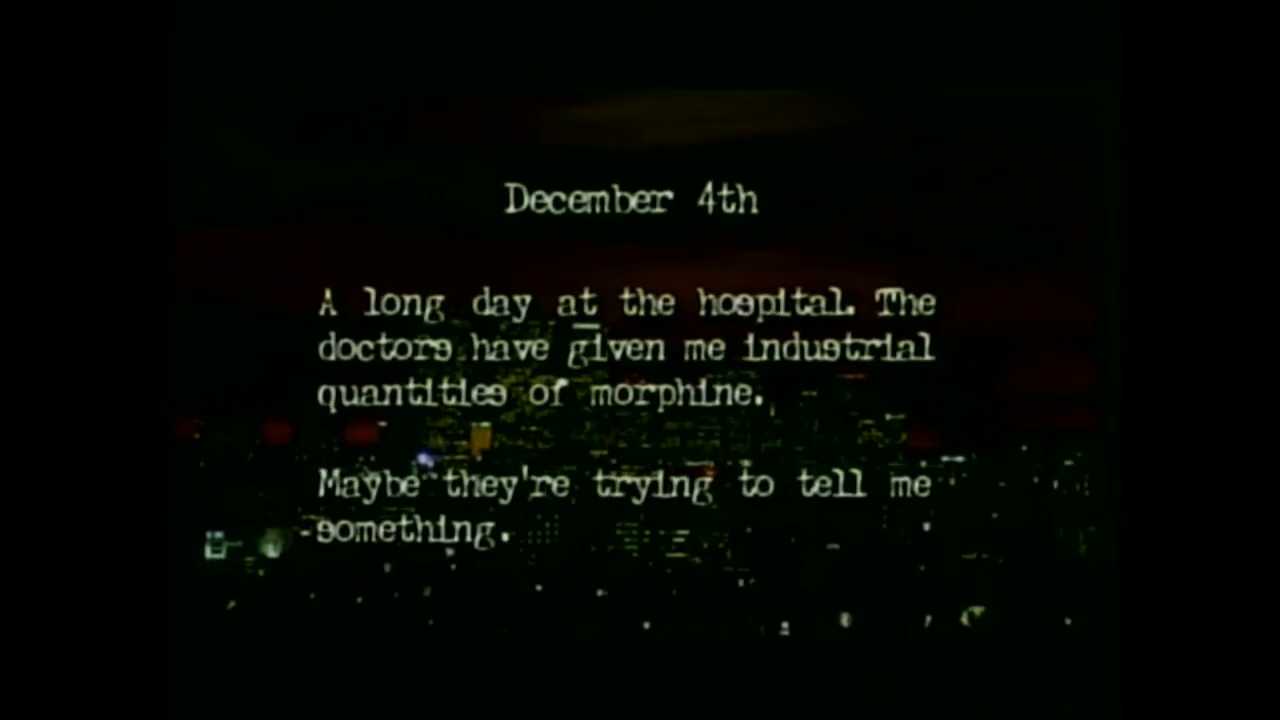 December 4th
A long day at the hospital. The
doctors have given me industrial
quantities of morphine.
Maybe they're trying to tell me
something.